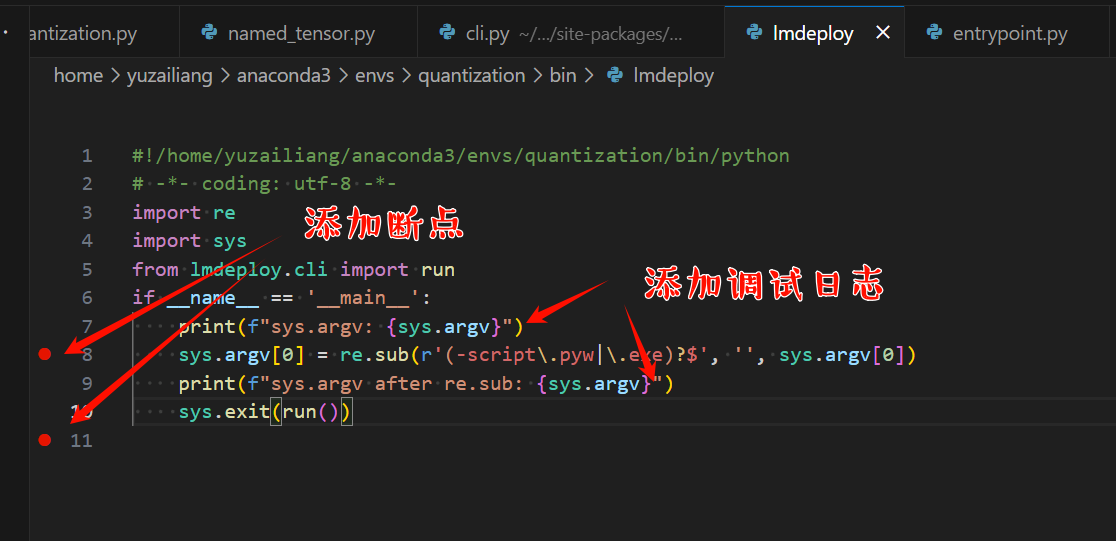 antization.py named_tensor.py cli.py ~/.../site-packages/... lmdeploy entrypoint.py
home > yuzailiang > anaconda3 > envs > quantization > bin > lmdeploy
1 #!/home/yuzailiang/anaconda3/envs/quantization/bin/python
2 # -*- coding: utf-8 -*-
3 import re
添加断点
4 import sys
5 from lmdeploy.cli import run
添加调试日志
6 if __name__ == '__main__':
7 print(f"sys.argv: {sys.argv}")
8 sys.argv[0] = re.sub(r'(-script\.pyw|\.exe)?$', '', sys.argv[0])
9 print(f"sys.argv after re.sub: {sys.argv}")
10 sys.exit(run())
11